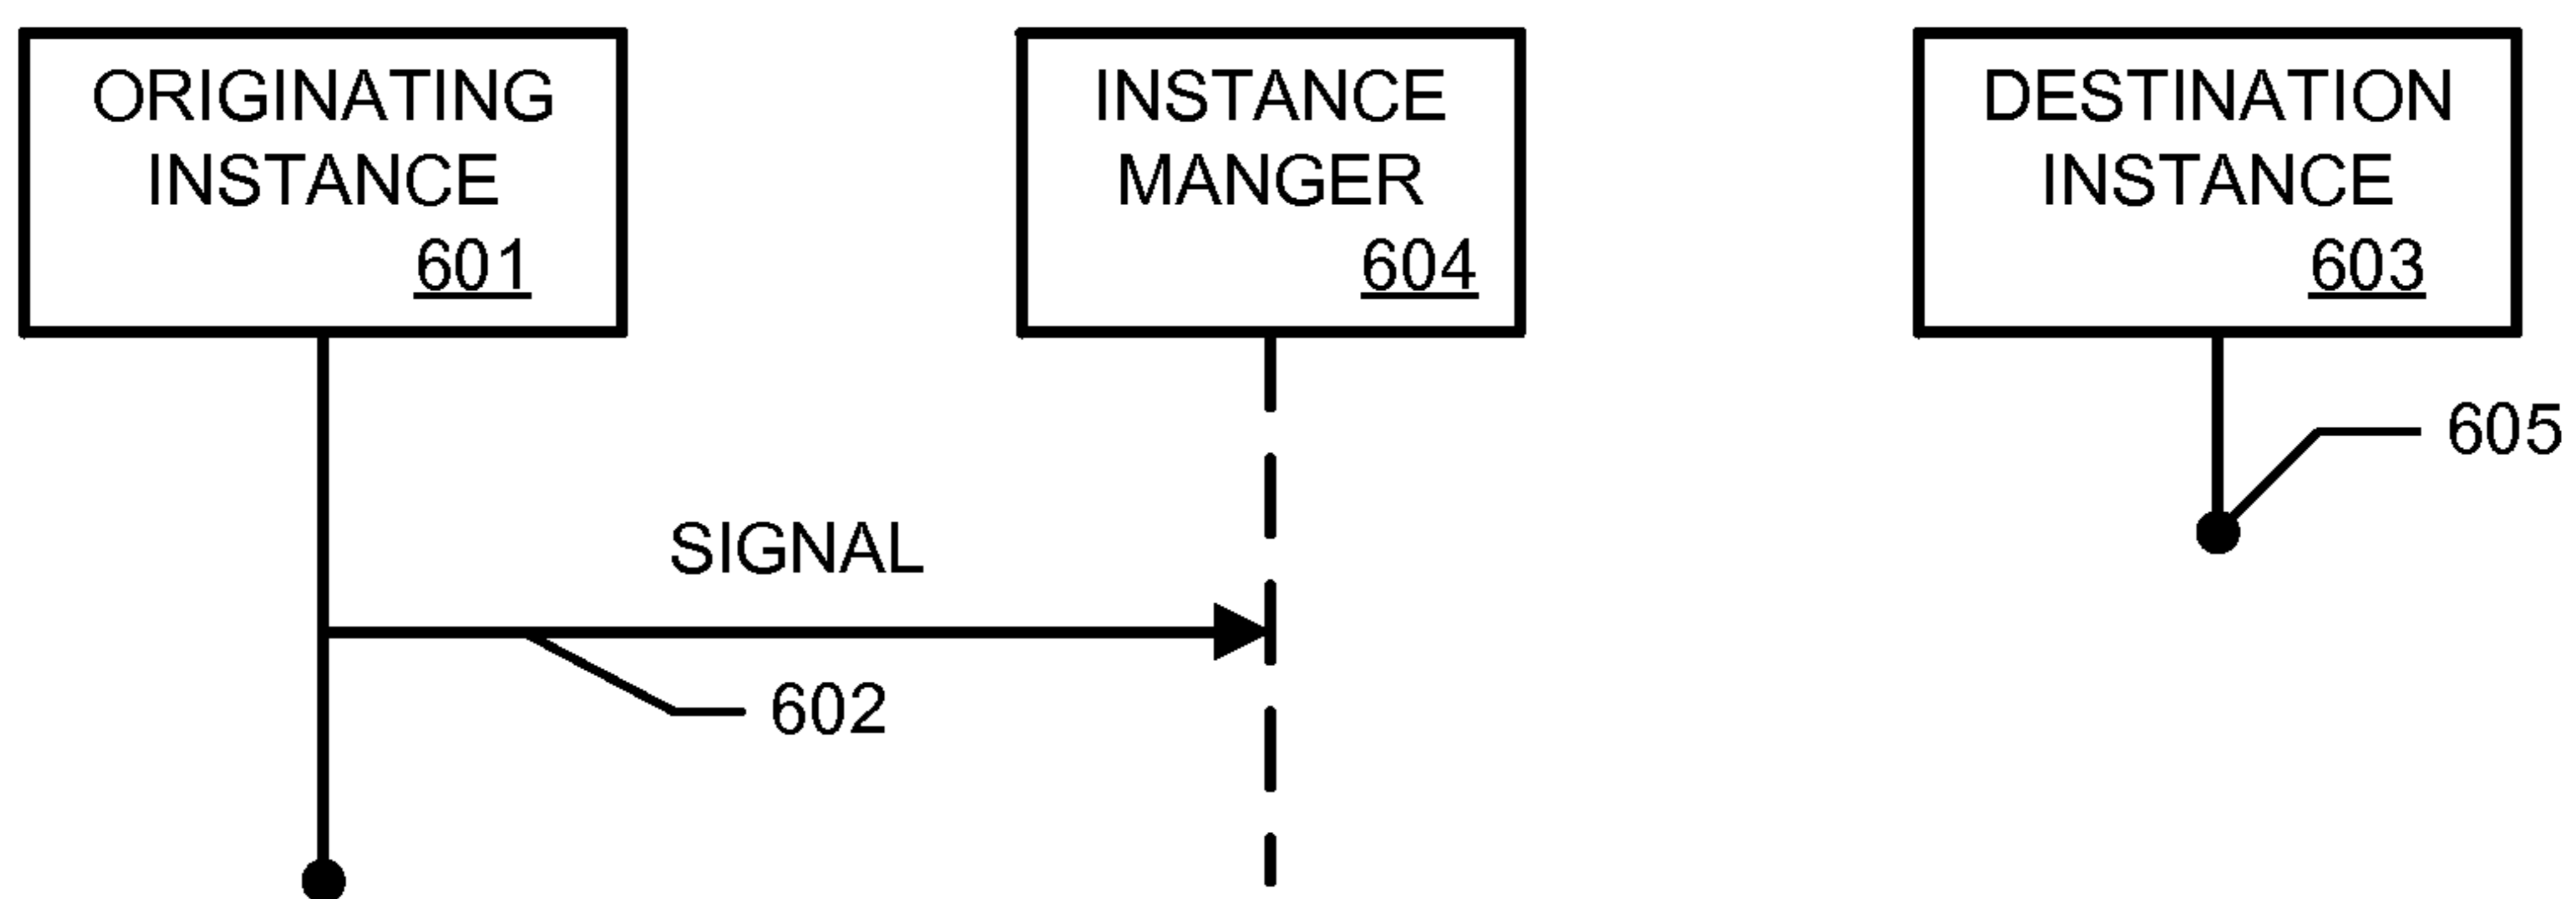 ORIGINATING
INSTANCE
601
INSTANCE
MANGER
604
DESTINATION
INSTANCE
603
605
SIGNAL
602